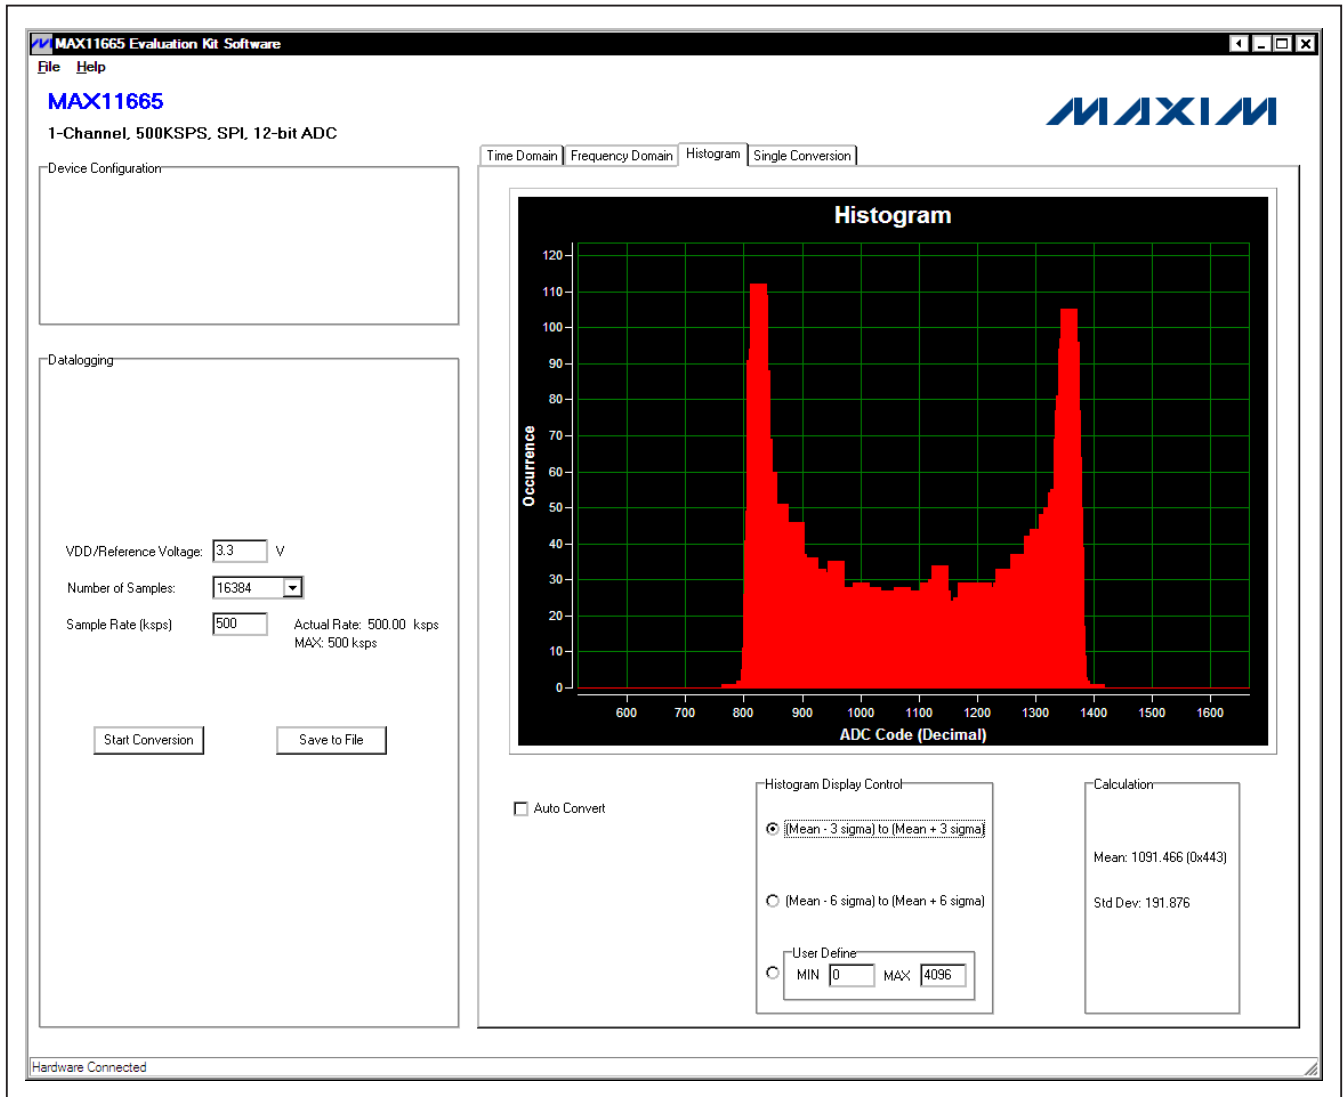 MAX11665 Evaluation Kit Software
File Help
MAX11665
1-Channel, 500KSPS, SPI, 12-bit ADC
MAXIM
Device Configuration
Datalogging
VDD/Reference Voltage: 3.3 V
Number of Samples: 16384
Sample Rate (ksps) 500 Actual Rate: 500.00 ksps
MAX: 500 ksps
Start Conversion Save to File
Time Domain Frequency Domain Histogram Single Conversion
Histogram
120
110
100
90
80
70
60
50
40
30
20
10
0
Occurrence
600 700 800 900 1000 1100 1200 1300 1400 1500 1600
ADC Code (Decimal)
Auto Convert
Histogram Display Control
(Mean - 3 sigma) to (Mean + 3 sigma)
(Mean - 6 sigma) to (Mean + 6 sigma)
User Define
MIN 0 MAX 4096
Calculation
Mean: 1091.466 (0x443)
Std Dev: 191.876
Hardware Connected